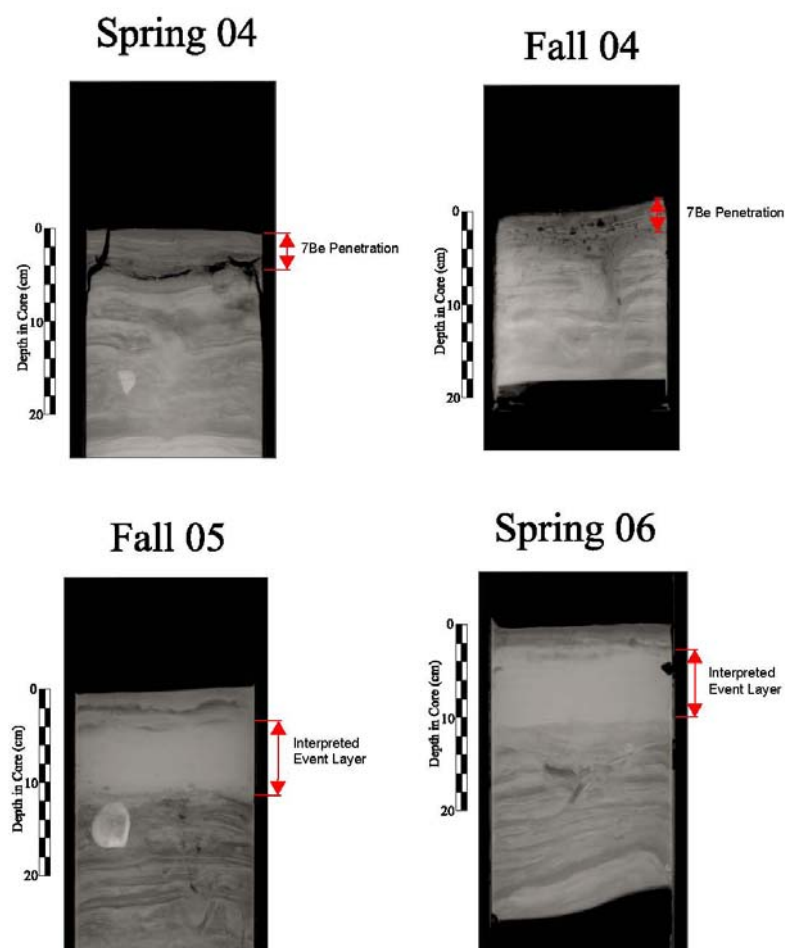 Spring 04
Fall 04
0
10
20
Depth in Core (cm)
7Be Penetration
0
10
20
Depth in Core (cm)
7Be Penetration
Fall 05
Spring 06
0
10
20
Depth in Core (cm)
Interpreted
Event Layer
0
10
20
Depth in Core (cm)
Interpreted
Event Layer